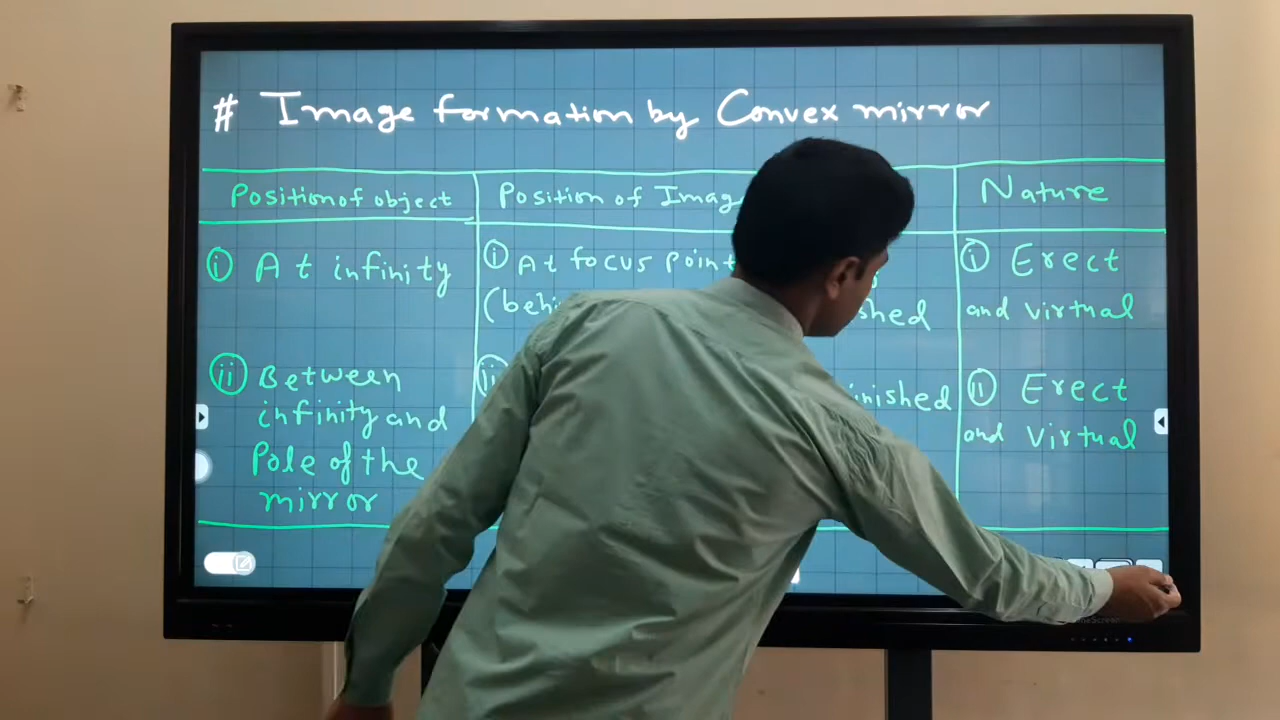 # Image formation by Convex mirror
Position of object
Position of Imag
Nature
i At infinity
i At focus point
(behi
shed
i Erect
and virtual
ii Between
infinity and
Pole of the
mirror
ii
inished
ii Erect
and virtual